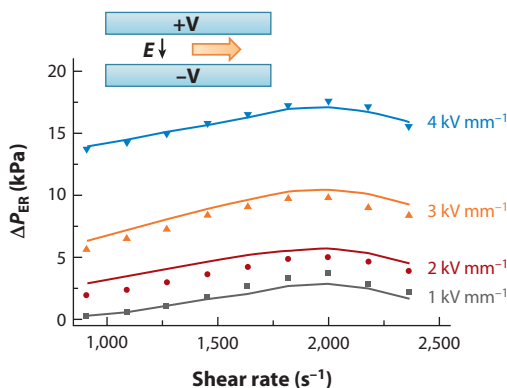 +V
E ↓
−V
ΔP_ER (kPa)
20
15
10
5
0
4 kV mm⁻¹
3 kV mm⁻¹
2 kV mm⁻¹
1 kV mm⁻¹
1,000 1,500 2,000 2,500
Shear rate (s⁻¹)